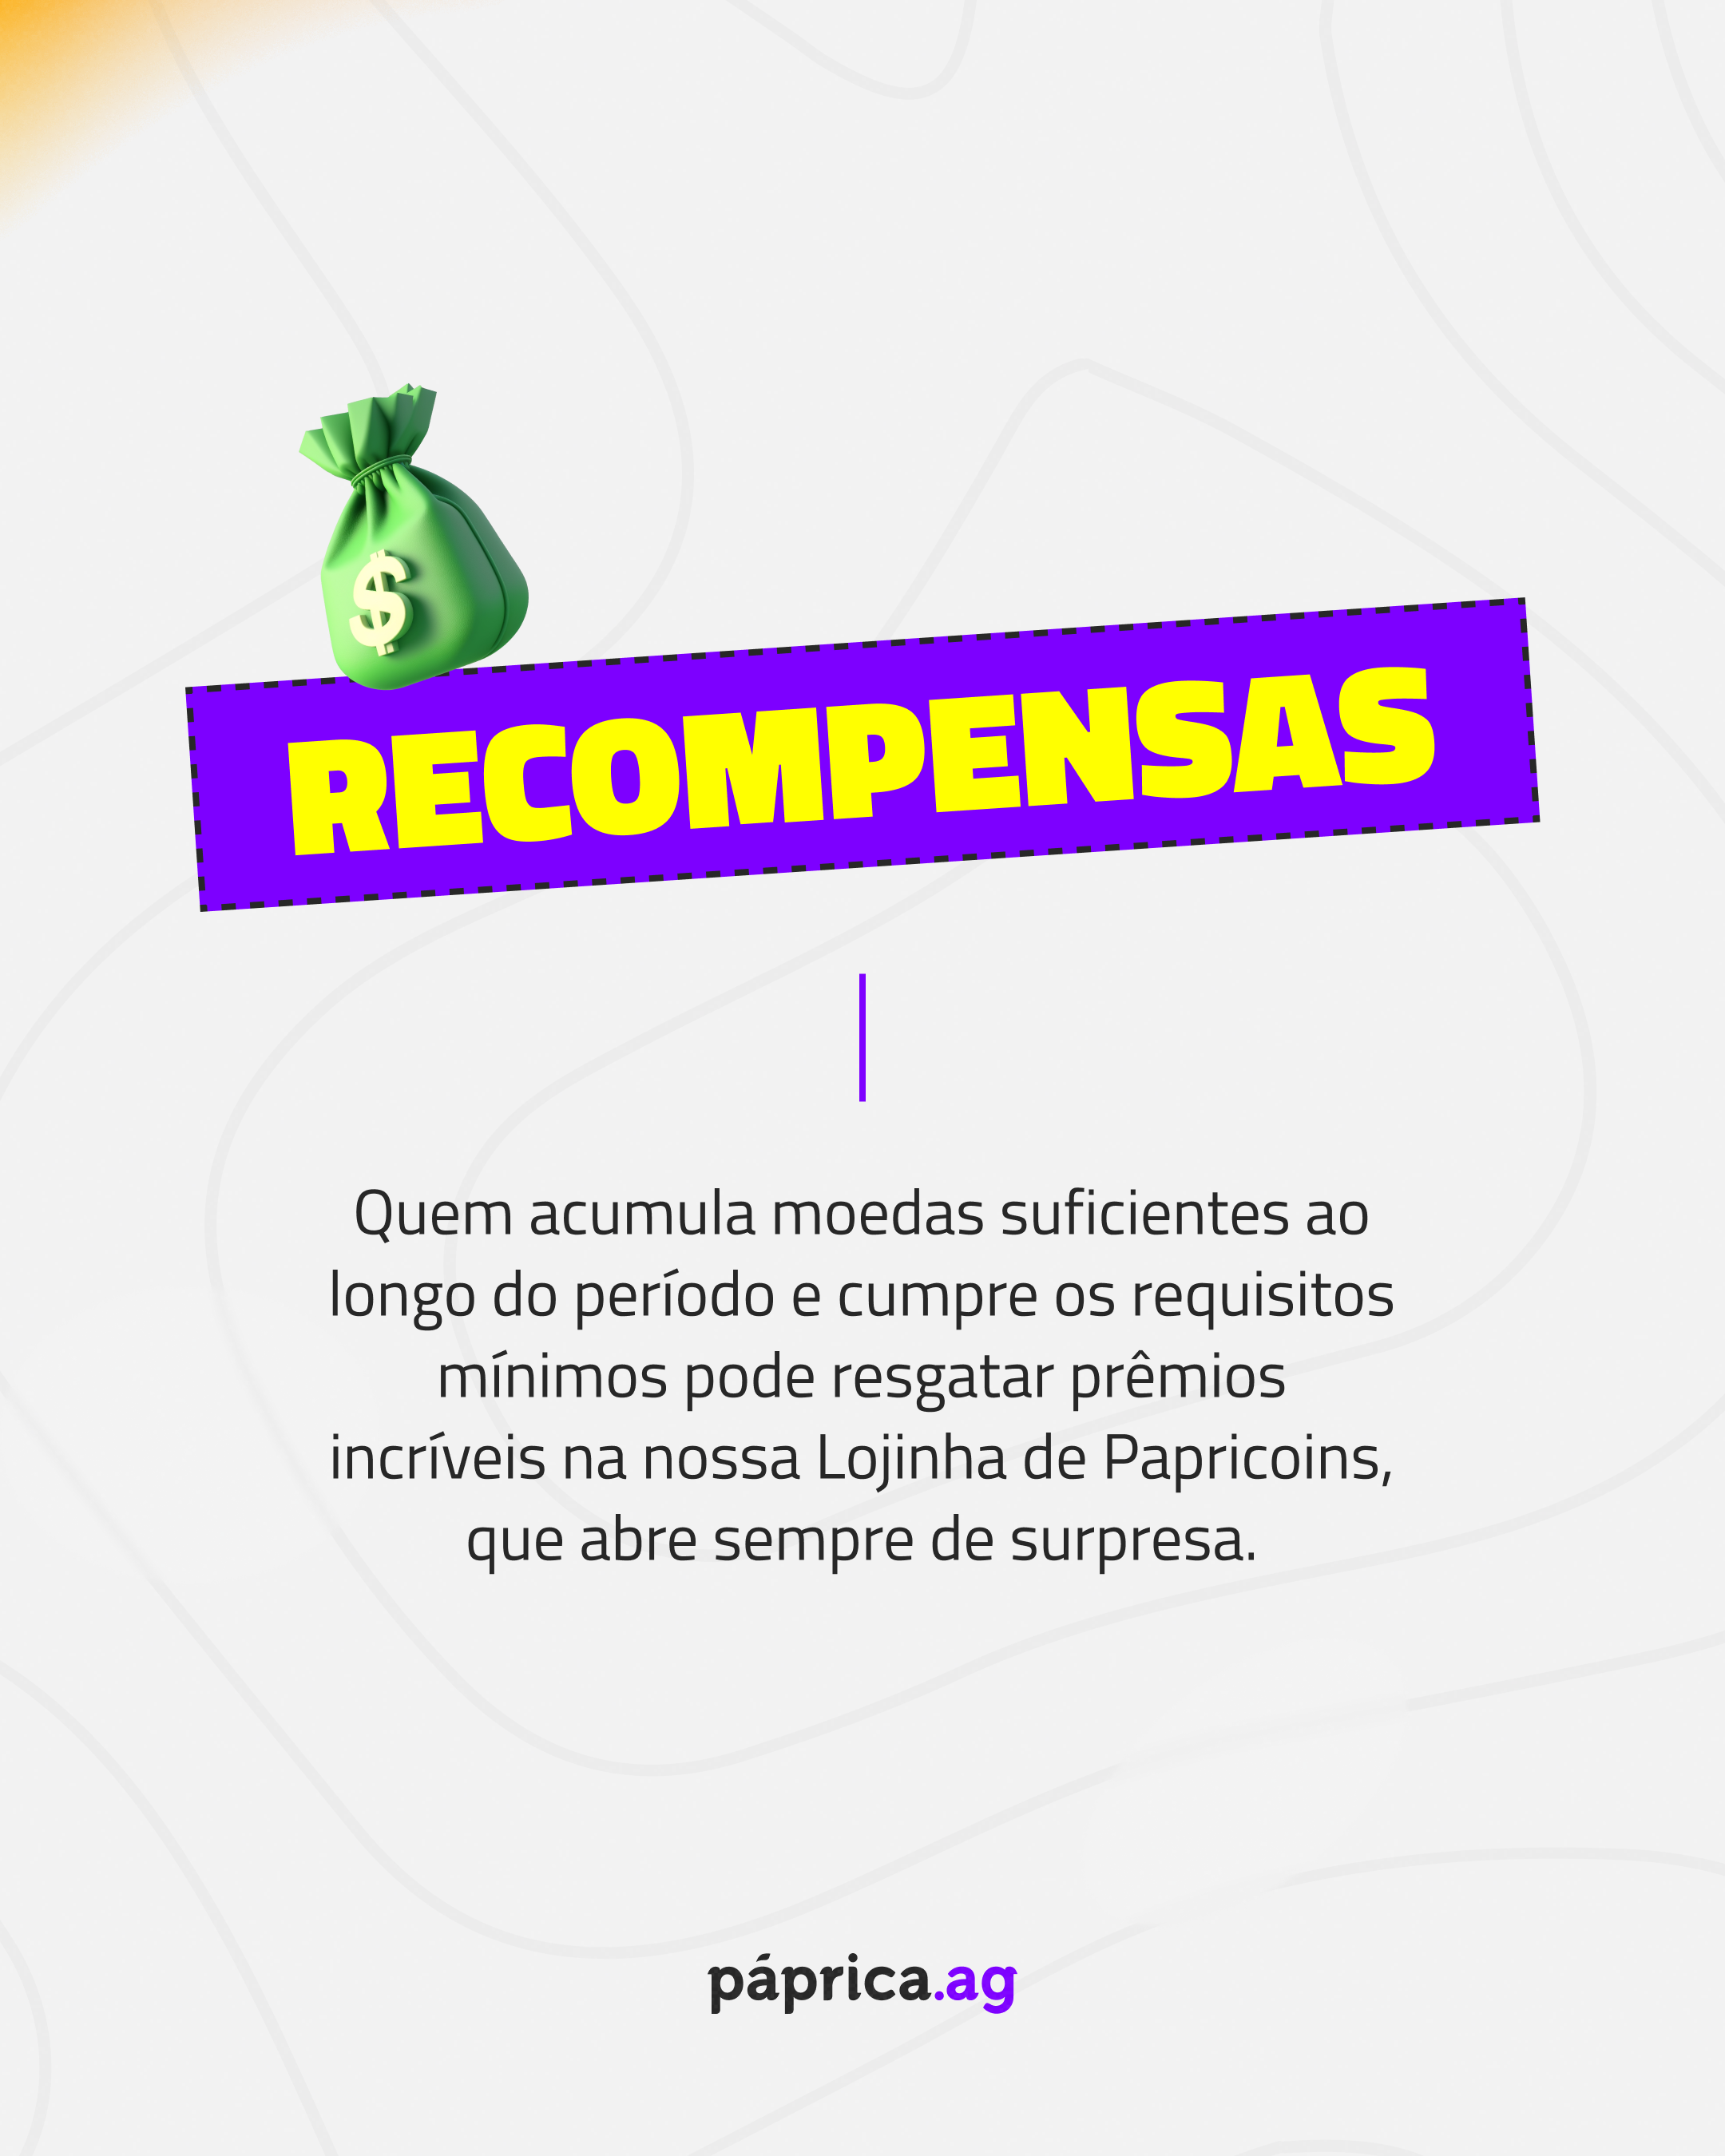 $
RECOMPENSAS
Quem acumula moedas suficientes ao
longo do período e cumpre os requisitos
mínimos pode resgatar prêmios
incríveis na nossa Lojinha de Papricoins,
que abre sempre de surpresa.
páprica.ag